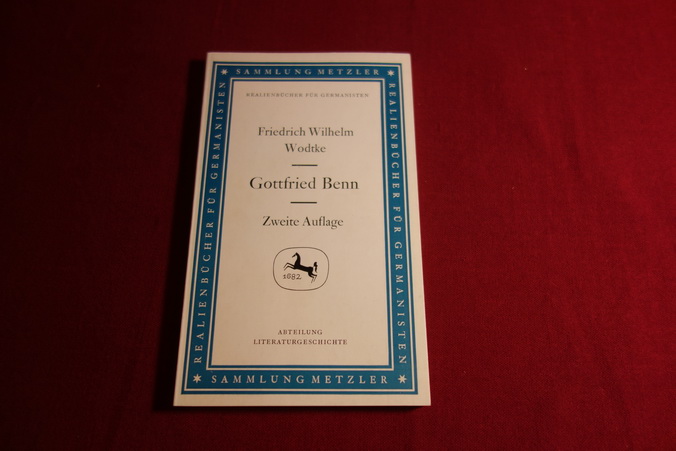 SAMMLUNG METZLER
REALIENBÜCHER FÜR GERMANISTEN
REALIENBÜCHER FÜR GERMANISTEN
REALIENBÜCHER FÜR GERMANISTEN
Friedrich Wilhelm
Wodtke
Gottfried Benn
Zweite Auflage
1682
ABTEILUNG
LITERATURGESCHICHTE
SAMMLUNG METZLER